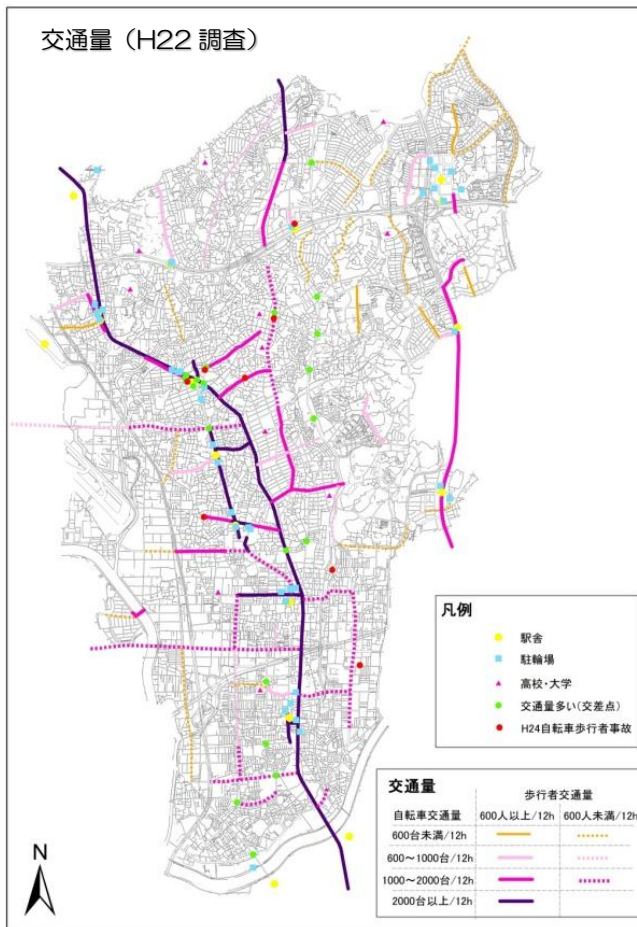 交通量（H22 調査）
凡例
駅舎
駐輪場
高校・大学
交通量多い(交差点)
H24自転車歩行者事故
交通量
歩行者交通量
自転車交通量 600人以上/12h 600人未満/12h
600台未満/12h
600～1000台/12h
1000～2000台/12h
2000台以上/12h
N